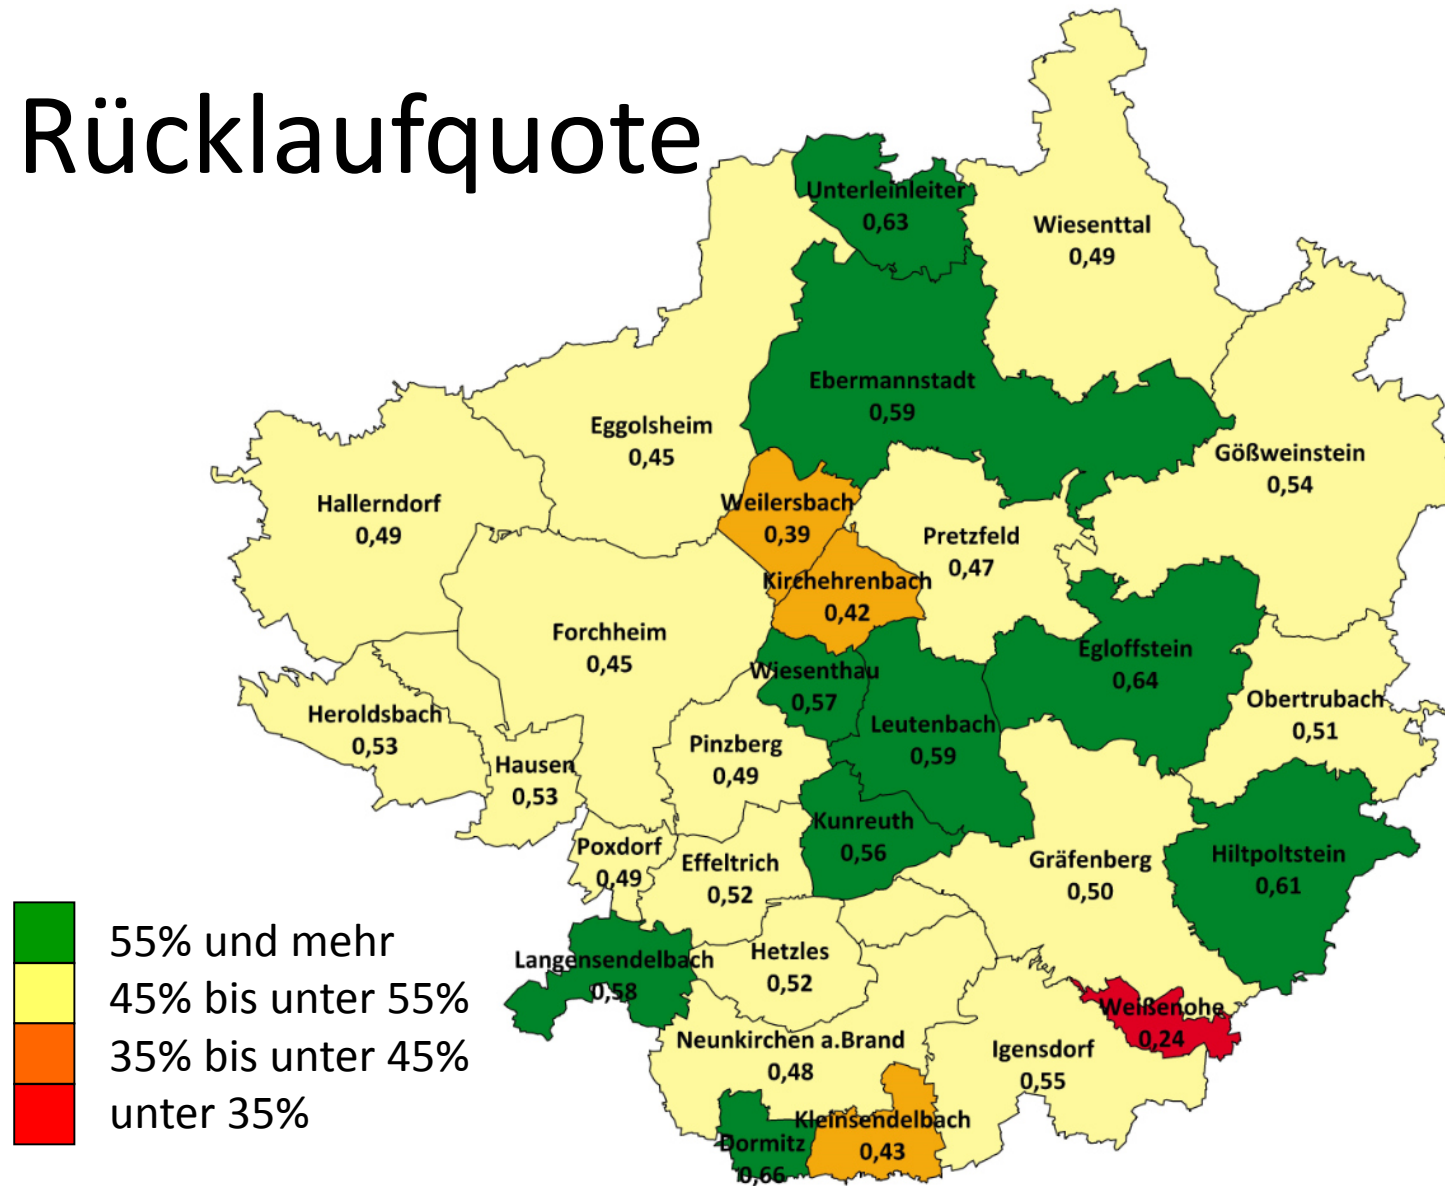 Rücklaufquote
Unterleinleiter
0,63
Wiesenttal
0,49
Ebermannstadt
0,59
Eggolsheim
0,45
Gößweinstein
0,54
Hallerndorf
0,49
Weilersbach
0,39
Pretzfeld
0,47
Kirchehrenbach
0,42
Forchheim
0,45
Wiesenthau
0,57
Egloffstein
0,64
Obertrubach
0,51
Heroldsbach
0,53
Leutenbach
0,59
Pinzberg
0,49
Hausen
0,53
Kunreuth
0,56
Poxdorf
0,49
Effeltrich
0,52
Gräfenberg
0,50
Hiltpoltstein
0,61
Langensendelbach
0,58
Hetzles
0,52
Weißenohe
0,24
Neunkirchen a.Brand
0,48
Igensdorf
0,55
Kleinsendelbach
0,43
Dormitz
0,66
55% und mehr
45% bis unter 55%
35% bis unter 45%
unter 35%